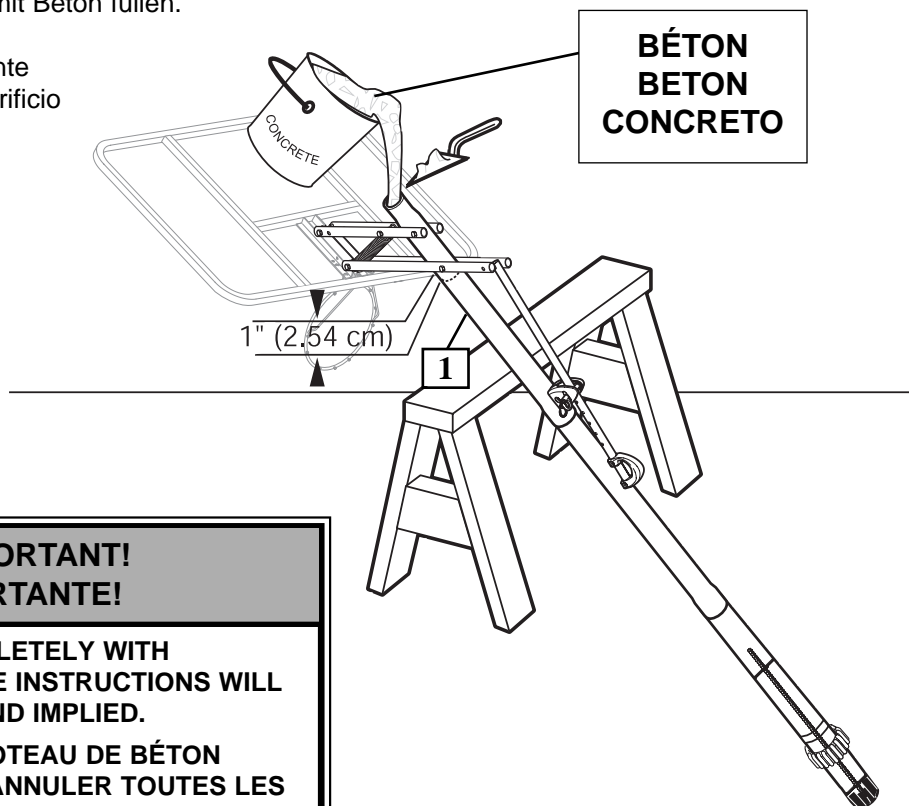 mit Beton füllen.
nte
rificio
BÉTON
BETON
CONCRETO
CONCRETE
1" (2.54 cm)
1
ORTANT!
RTANTE!
LETELY WITH
E INSTRUCTIONS WILL
ND IMPLIED.
OTEAU DE BÉTON
ANNULER TOUTES LES